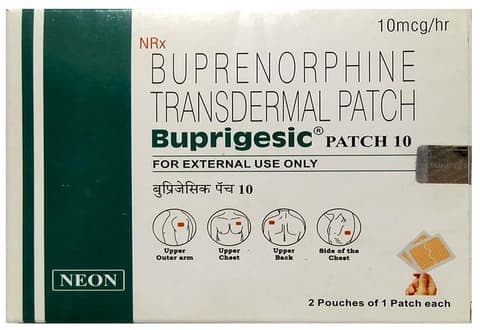 10mcg/hr
NRx
BUPRENORPHINE
TRANSDERMAL PATCH
Buprigesic® PATCH 10
FOR EXTERNAL USE ONLY
बुप्रिजेसिक पॅच 10
Upper
Outer arm
Upper
Chest
Upper
Back
Side of the
Chest
NEON
2 Pouches of 1 Patch each